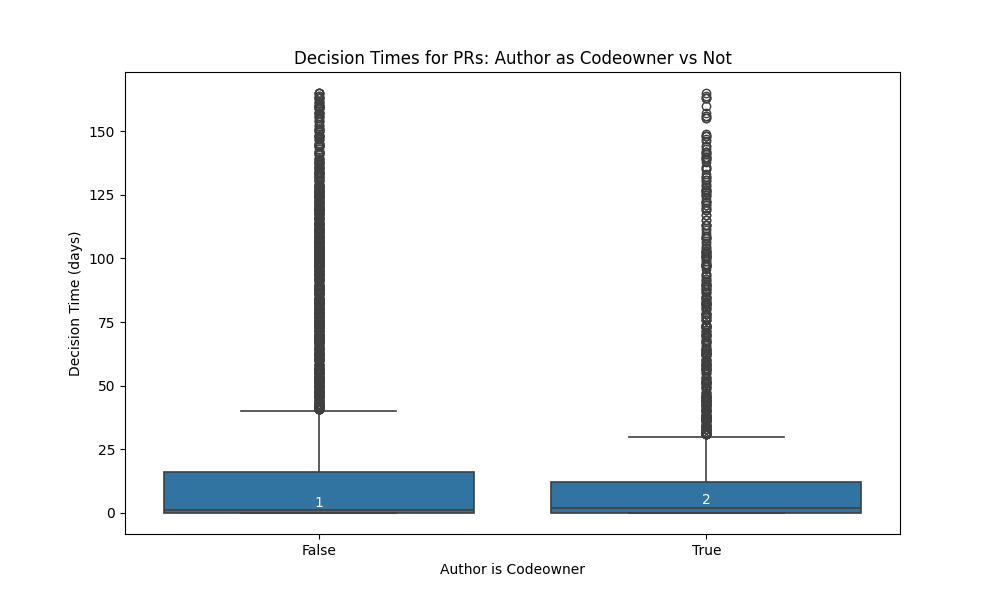 Decision Times for PRs: Author as Codeowner vs Not
Decision Time (days)
150
125
100
75
50
25
0
1
2
False
True
Author is Codeowner